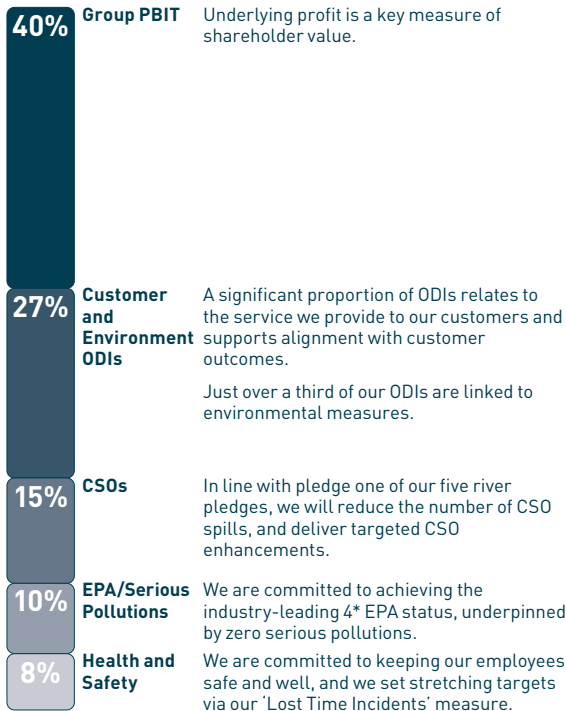 40%
Group PBIT
Underlying profit is a key measure of
shareholder value.
27%
Customer
and
Environment
ODIs
A significant proportion of ODIs relates to
the service we provide to our customers and
supports alignment with customer
outcomes.
Just over a third of our ODIs are linked to
environmental measures.
15%
CSOs
In line with pledge one of our five river
pledges, we will reduce the number of CSO
spills, and deliver targeted CSO
enhancements.
10%
EPA/Serious
Pollutions
We are committed to achieving the
industry-leading 4* EPA status, underpinned
by zero serious pollutions.
8%
Health and
Safety
We are committed to keeping our employees
safe and well, and we set stretching targets
via our ‘Lost Time Incidents’ measure.